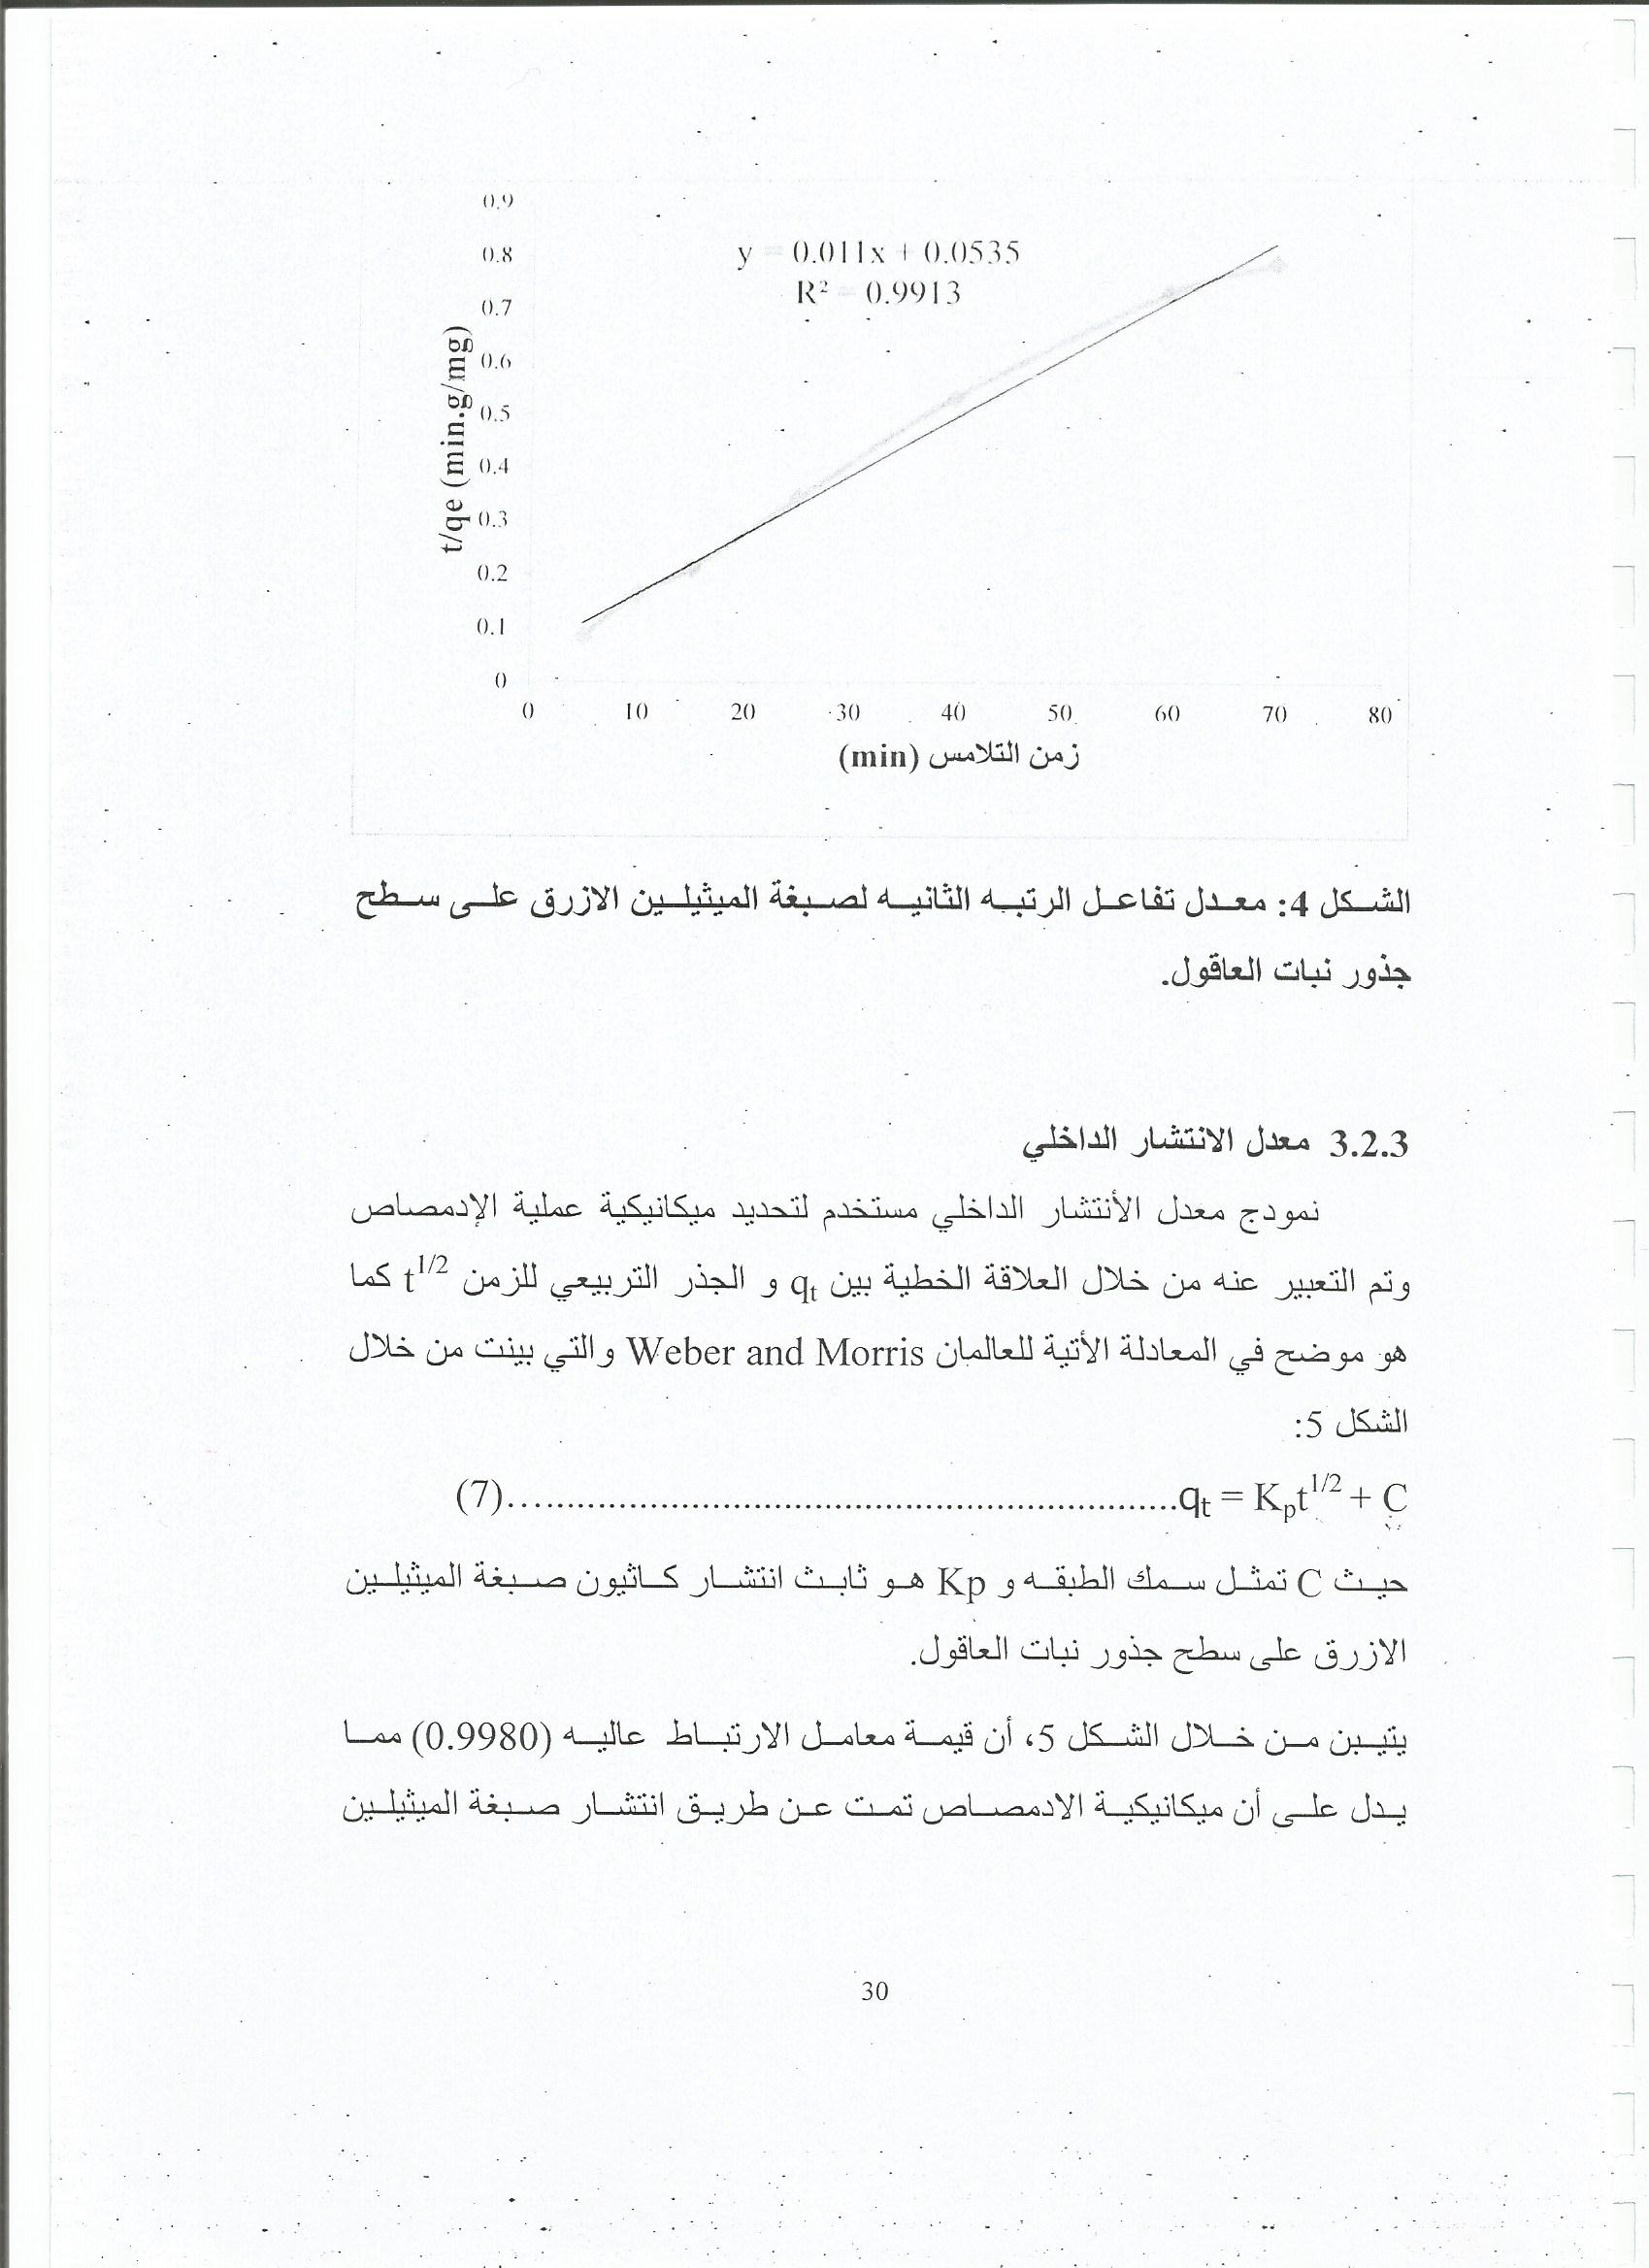 0.9
0.8
0.7
0.6
0.5
0.4
0.3
0.2
0.1
0
y = 0.011x + 0.0535
R² = 0.9913
t/qe (min.g/mg)
0 10 20 30 40 50 60 70 80
زمن التلامس (min)
الشكل 4: معدل تفاعل الرتبه الثانيه لصبغة الميثيلين الازرق على سطح
جذور نبات العاقول.
3.2.3 معدل الانتشار الداخلي
نمودج معدل الأنتشار الداخلي مستخدم لتحديد ميكانيكية عملية الإدمصاص
وتم التعبير عنه من خلال العلاقة الخطية بين qt و الجذر التربيعي للزمن t^1/2 كما
هو موضح في المعادلة الأتية للعالمان Weber and Morris والتي بينت من خلال
الشكل 5:
qt = Kpt^1/2 + C.................................................................(7)
حيث C تمثل سمك الطبقه و Kp هو ثابث انتشار كاثيون صبغة الميثيلين
الازرق على سطح جذور نبات العاقول.
يتيبن من خلال الشكل 5، أن قيمة معامل الارتباط عاليه (0.9980) مما
يدل على أن ميكانيكية الادمصاص تمت عن طريق انتشار صبغة الميثيلين
30